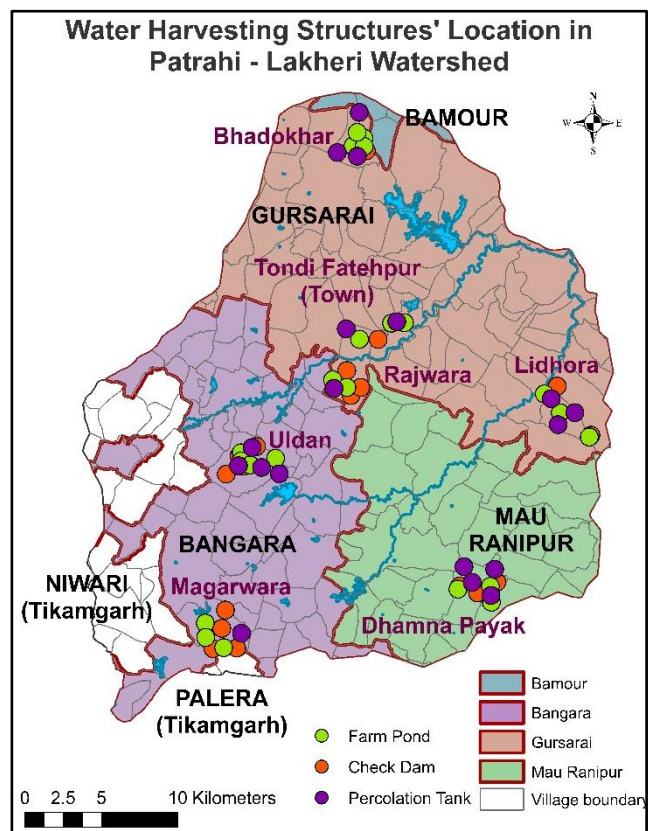 Water Harvesting Structures' Location in
Patrahi - Lakheri Watershed
BAMOUR
Bhadokhar
N
W E
S
GURSARAI
Tondi Fatehpur
(Town)
Rajwara
Lidhora
Uldan
MAU
RANIPUR
BANGARA
NIWARI
(Tikamgarh)
Magarwara
Dhamna Payak
PALERA
(Tikamgarh)
Farm Pond
Check Dam
Percolation Tank
Bamour
Bangara
Gursarai
Mau Ranipur
Village boundary
0 2.5 5 10 Kilometers